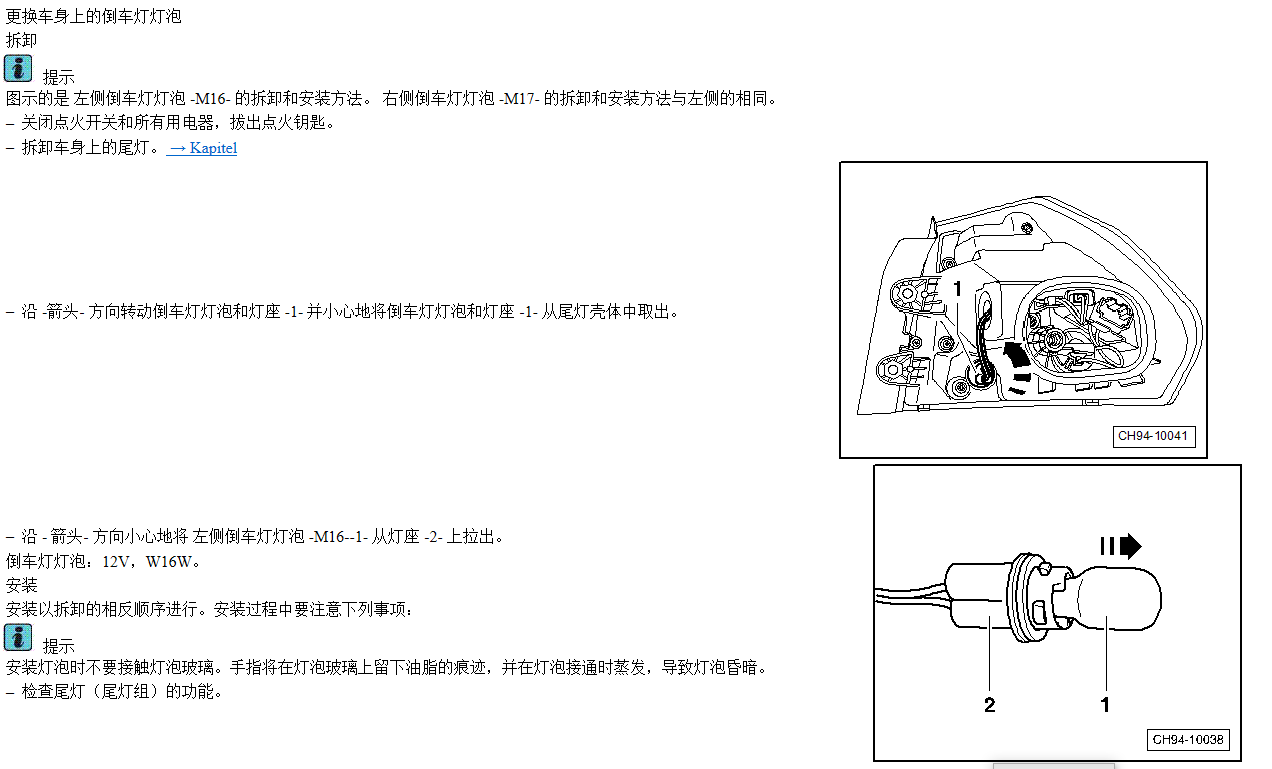 更换车身上的倒车灯灯泡
拆卸
提示
图示的是 左侧倒车灯灯泡 -M16- 的拆卸和安装方法。 右侧倒车灯灯泡 -M17- 的拆卸和安装方法与左侧的相同。
– 关闭点火开关和所有用电器，拔出点火钥匙。
– 拆卸车身上的尾灯。 → Kapitel
– 沿 -箭头- 方向转动倒车灯灯泡和灯座 -1- 并小心地将倒车灯灯泡和灯座 -1- 从尾灯壳体中取出。
1
CH94-10041
– 沿 - 箭头- 方向小心地将 左侧倒车灯灯泡 -M16--1- 从灯座 -2- 上拉出。
倒车灯灯泡：12V，W16W。
安装
安装以拆卸的相反顺序进行。安装过程中要注意下列事项：
提示
安装灯泡时不要接触灯泡玻璃。手指将在灯泡玻璃上留下油脂的痕迹，并在灯泡接通时蒸发，导致灯泡昏暗。
– 检查尾灯（尾灯组）的功能。
2 1
CH94-10038